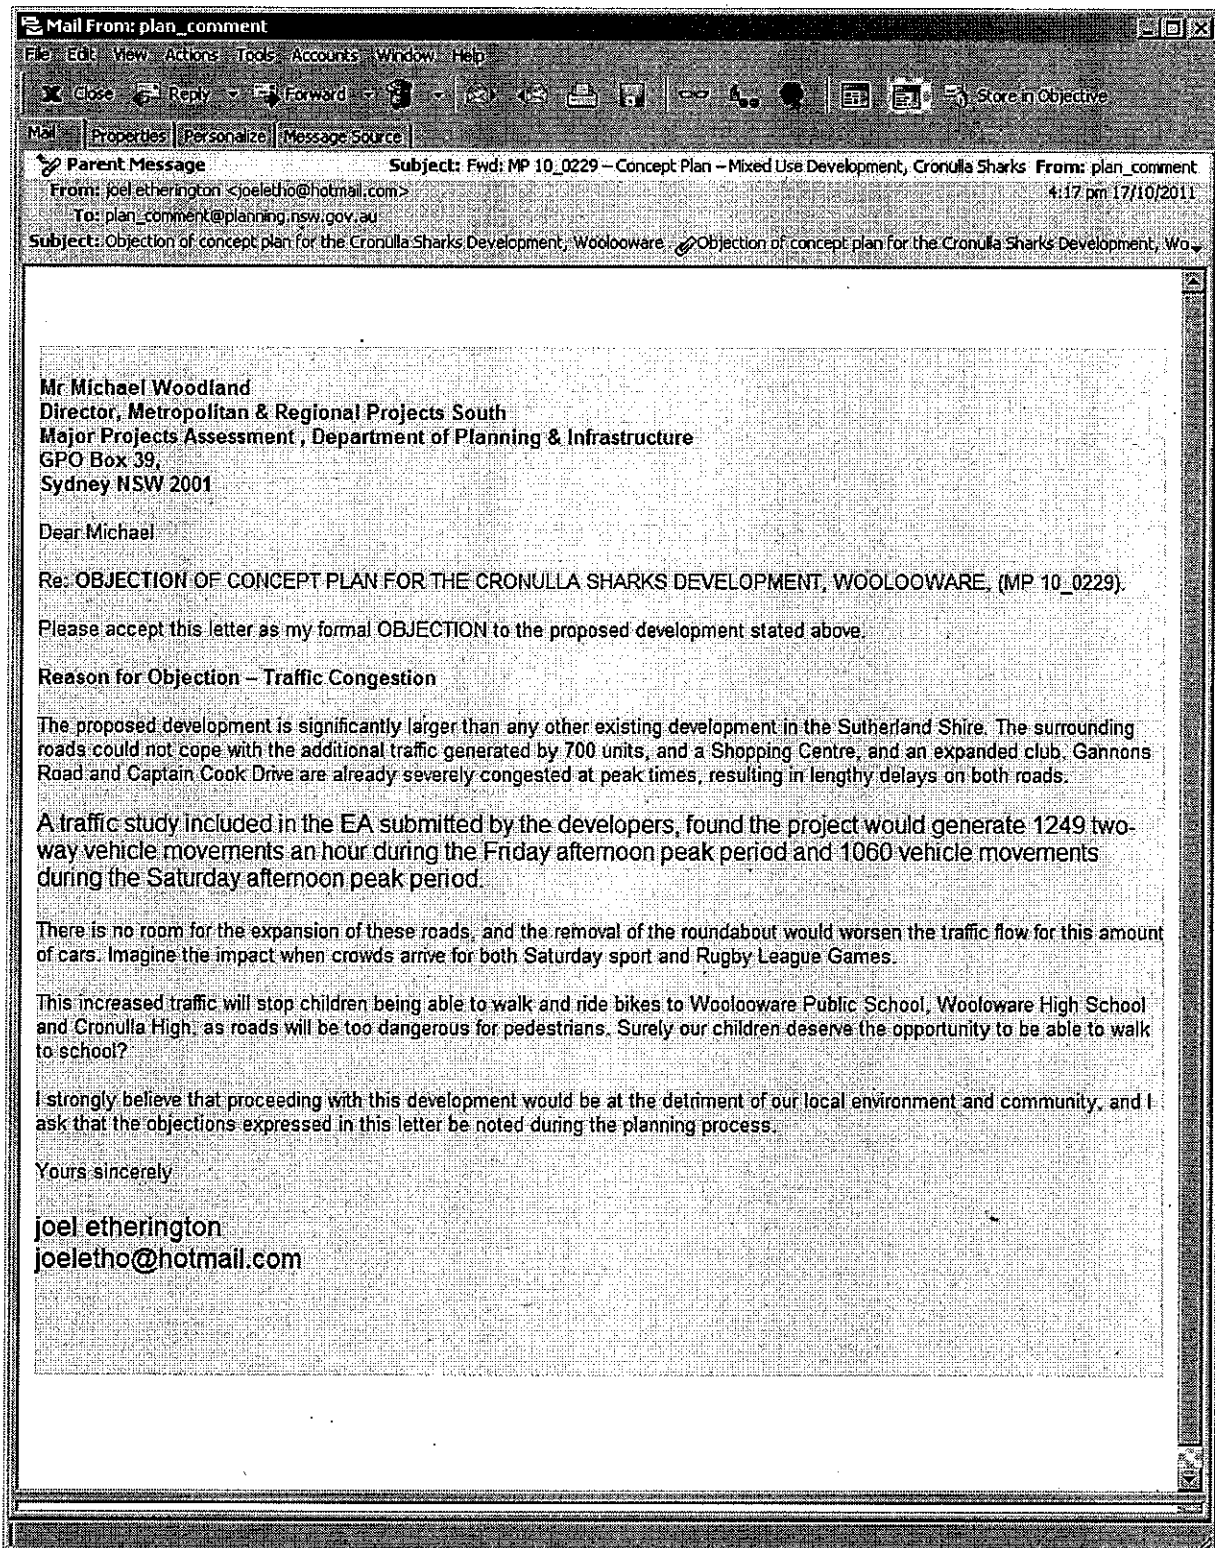 Mail From: plan_comment
File Edit View Actions Tools Accounts Window Help
Close Reply Forward Store in Objective
Mail Properties Personalize Message Source
Parent Message Subject: Fwd: MP 10_0229 – Concept Plan – Mixed Use Development, Cronulla Sharks From: plan_comment
From: joel etherington <joeletho@hotmail.com> 4:17 pm 17/10/2011
To: plan_comment@planning.nsw.gov.au
Subject: Objection of concept plan for the Cronulla Sharks Development, Woolooware Objection of concept plan for the Cronulla Sharks Development, Wo
Mr Michael Woodland
Director, Metropolitan & Regional Projects South
Major Projects Assessment , Department of Planning & Infrastructure
GPO Box 39,
Sydney NSW 2001
Dear Michael
Re: OBJECTION OF CONCEPT PLAN FOR THE CRONULLA SHARKS DEVELOPMENT, WOOLOOWARE, (MP 10_0229).
Please accept this letter as my formal OBJECTION to the proposed development stated above.
Reason for Objection – Traffic Congestion
The proposed development is significantly larger than any other existing development in the Sutherland Shire. The surrounding
roads could not cope with the additional traffic generated by 700 units, and a Shopping Centre, and an expanded club. Gannons
Road and Captain Cook Drive are already severely congested at peak times, resulting in lengthy delays on both roads.
A traffic study included in the EA submitted by the developers, found the project would generate 1249 two-
way vehicle movements an hour during the Friday afternoon peak period and 1060 vehicle movements
during the Saturday afternoon peak period.
There is no room for the expansion of these roads, and the removal of the roundabout would worsen the traffic flow for this amount
of cars. Imagine the impact when crowds arrive for both Saturday sport and Rugby League Games.
This increased traffic will stop children being able to walk and ride bikes to Woolooware Public School, Wooloware High School
and Cronulla High, as roads will be too dangerous for pedestrians. Surely our children deserve the opportunity to be able to walk
to school?
I strongly believe that proceeding with this development would be at the detriment of our local environment and community, and I
ask that the objections expressed in this letter be noted during the planning process.
Yours sincerely
joel etherington
joeletho@hotmail.com